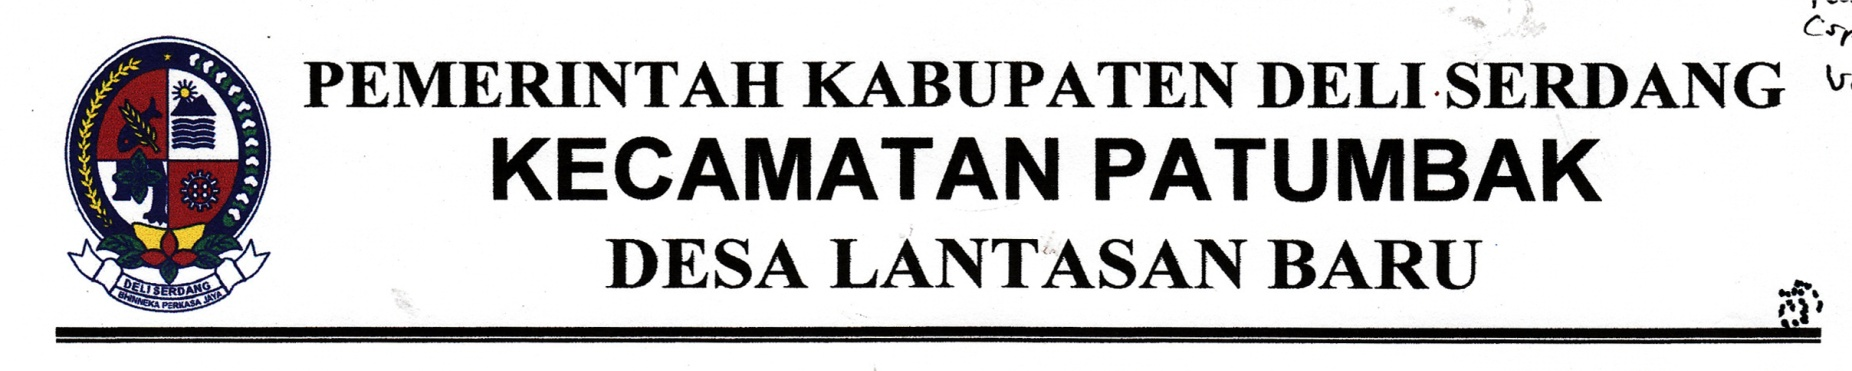 PEMERINTAH KABUPATEN DELI SERDANG
KECAMATAN PATUMBAK
DESA LANTASAN BARU
DELI SERDANG
BHINNEKA PERKASA JAYA